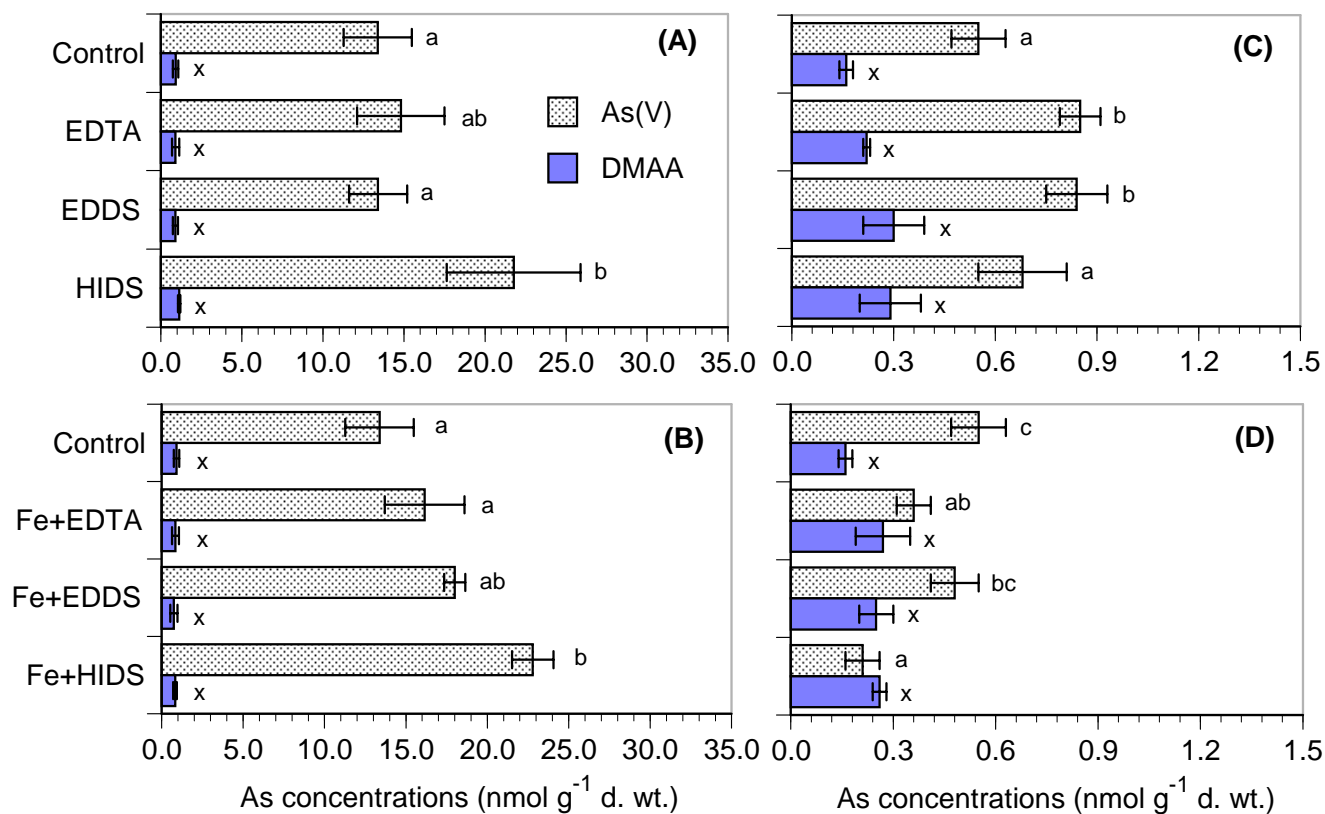 (A)
Control
a
x
EDTA
ab
x
EDDS
a
x
HIDS
b
x
As(V)
DMAA
0.0 5.0 10.0 15.0 20.0 25.0 30.0 35.0
(C)
a
x
b
x
b
x
a
x
0.0 0.3 0.6 0.9 1.2 1.5
(B)
Control
a
x
Fe+EDTA
a
x
Fe+EDDS
ab
x
Fe+HIDS
b
x
0.0 5.0 10.0 15.0 20.0 25.0 30.0 35.0
As concentrations (nmol g⁻¹ d. wt.)
(D)
c
x
ab
x
bc
x
a
x
0.0 0.3 0.6 0.9 1.2 1.5
As concentrations (nmol g⁻¹ d. wt.)